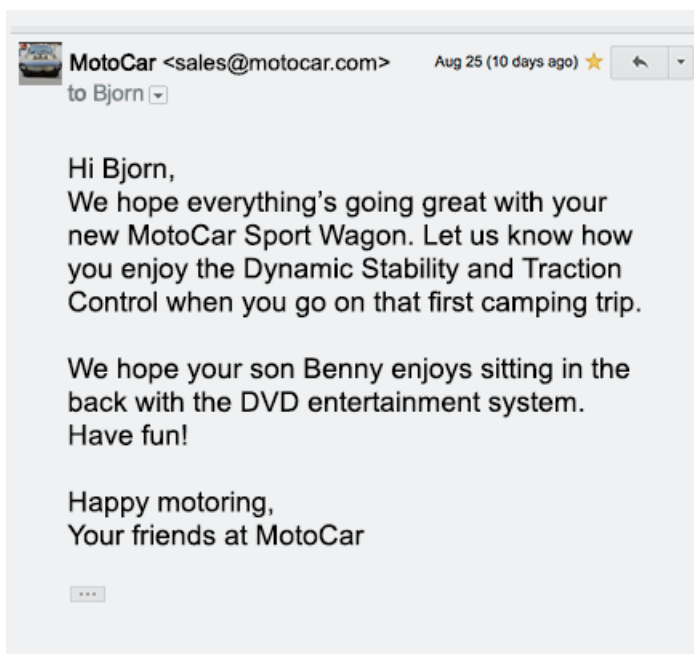 MotoCar <sales@motocar.com> Aug 25 (10 days ago)
to Bjorn
Hi Bjorn,
We hope everything’s going great with your
new MotoCar Sport Wagon. Let us know how
you enjoy the Dynamic Stability and Traction
Control when you go on that first camping trip.
We hope your son Benny enjoys sitting in the
back with the DVD entertainment system.
Have fun!
Happy motoring,
Your friends at MotoCar